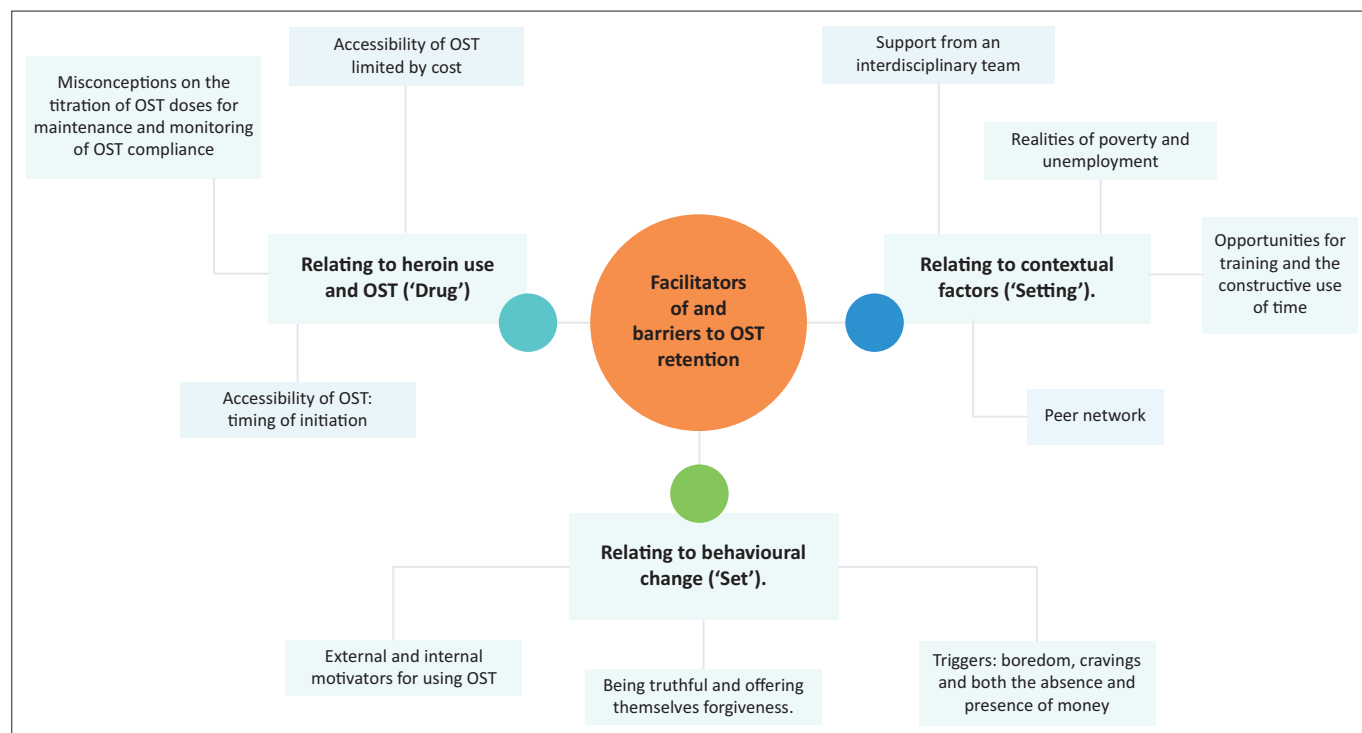 Accessibility of OST
limited by cost
Misconceptions on the
titration of OST doses for
maintenance and monitoring
of OST compliance
Relating to heroin use
and OST (‘Drug’)
Accessibility of OST:
timing of initiation
Facilitators
of and
barriers to OST
retention
Support from an
interdisciplinary team
Realities of poverty and
unemployment
Relating to contextual
factors (‘Setting’).
Opportunities for
training and the
constructive use
of time
Peer network
Relating to behavioural
change (‘Set’).
External and internal
motivators for using OST
Being truthful and offering
themselves forgiveness.
Triggers: boredom, cravings
and both the absence and
presence of money